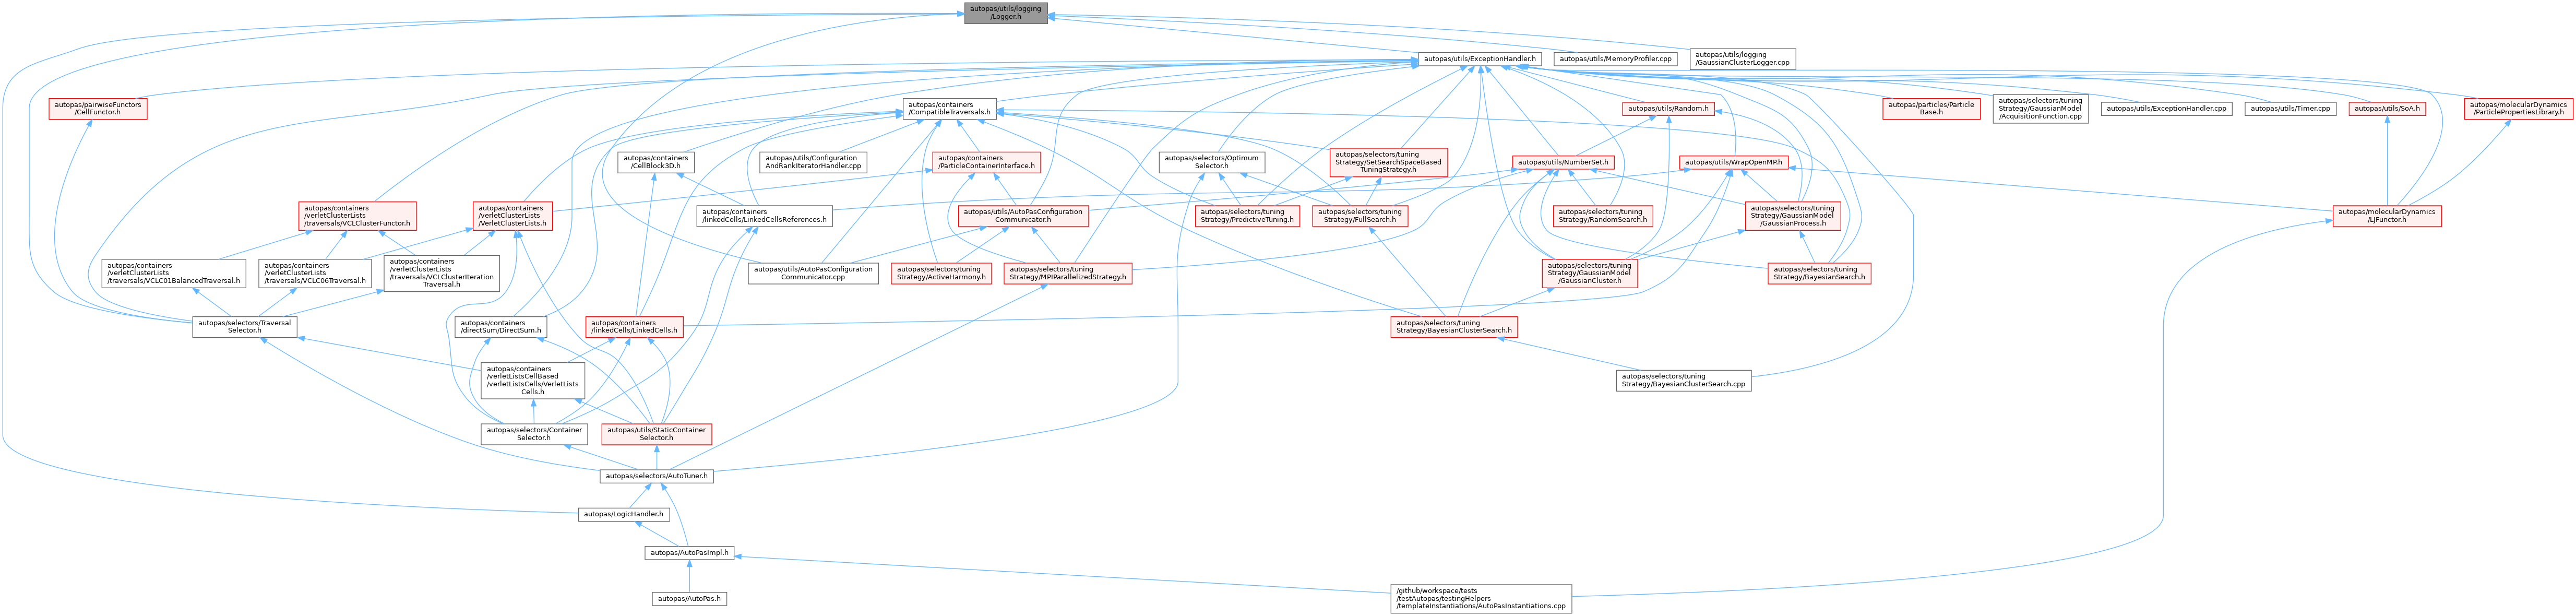 autopas/utils/logging
/Logger.h
autopas/utils/ExceptionHandler.h
autopas/utils/MemoryProfiler.cpp
autopas/utils/logging
/GaussianClusterLogger.cpp
autopas/pairwiseFunctors
/CellFunctor.h
autopas/containers
/CompatibleTraversals.h
autopas/utils/Random.h
autopas/particles/Particle
Base.h
autopas/selectors/tuning
Strategy/GaussianModel
/AcquisitionFunction.cpp
autopas/utils/ExceptionHandler.cpp
autopas/utils/Timer.cpp
autopas/utils/SoA.h
autopas/molecularDynamics
/ParticlePropertiesLibrary.h
autopas/containers
/CellBlock3D.h
autopas/utils/Configuration
AndRankIteratorHandler.cpp
autopas/containers
/ParticleContainerInterface.h
autopas/selectors/Optimum
Selector.h
autopas/selectors/tuning
Strategy/SetSearchSpaceBased
TuningStrategy.h
autopas/utils/NumberSet.h
autopas/utils/WrapOpenMP.h
autopas/containers
/verletClusterLists
/traversals/VCLClusterFunctor.h
autopas/containers
/verletClusterLists
/VerletClusterLists.h
autopas/containers
/linkedCells/LinkedCellsReferences.h
autopas/utils/AutoPasConfiguration
Communicator.h
autopas/selectors/tuning
Strategy/PredictiveTuning.h
autopas/selectors/tuning
Strategy/FullSearch.h
autopas/selectors/tuning
Strategy/RandomSearch.h
autopas/selectors/tuning
Strategy/GaussianModel
/GaussianProcess.h
autopas/molecularDynamics
/LJFunctor.h
autopas/containers
/verletClusterLists
/traversals/VCLC01BalancedTraversal.h
autopas/containers
/verletClusterLists
/traversals/VCLC06Traversal.h
autopas/containers
/verletClusterLists
/traversals/VCLClusterIteration
Traversal.h
autopas/utils/AutoPasConfiguration
Communicator.cpp
autopas/selectors/tuning
Strategy/ActiveHarmony.h
autopas/selectors/tuning
Strategy/MPIParallelizedStrategy.h
autopas/selectors/tuning
Strategy/GaussianModel
/GaussianCluster.h
autopas/selectors/tuning
Strategy/BayesianSearch.h
autopas/selectors/Traversal
Selector.h
autopas/containers
/directSum/DirectSum.h
autopas/containers
/linkedCells/LinkedCells.h
autopas/selectors/tuning
Strategy/BayesianClusterSearch.h
autopas/containers
/verletListsCellBased
/verletListsCells/VerletLists
Cells.h
autopas/selectors/tuning
Strategy/BayesianClusterSearch.cpp
autopas/selectors/Container
Selector.h
autopas/utils/StaticContainer
Selector.h
autopas/selectors/AutoTuner.h
autopas/LogicHandler.h
autopas/AutoPasImpl.h
autopas/AutoPas.h
/github/workspace/tests
/testAutopas/testingHelpers
/templateInstantiations/AutoPasInstantiations.cpp